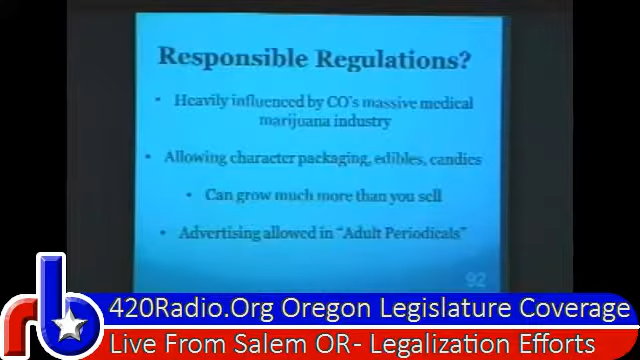 Responsible Regulations?
• Heavily influenced by CO's massive medical
marijuana industry
• Allowing character packaging, edibles, candies
• Can grow much more than you sell
• Advertising allowed in "Adult Periodicals"
92
420Radio.Org Oregon Legislature Coverage
Live From Salem OR- Legalization Efforts